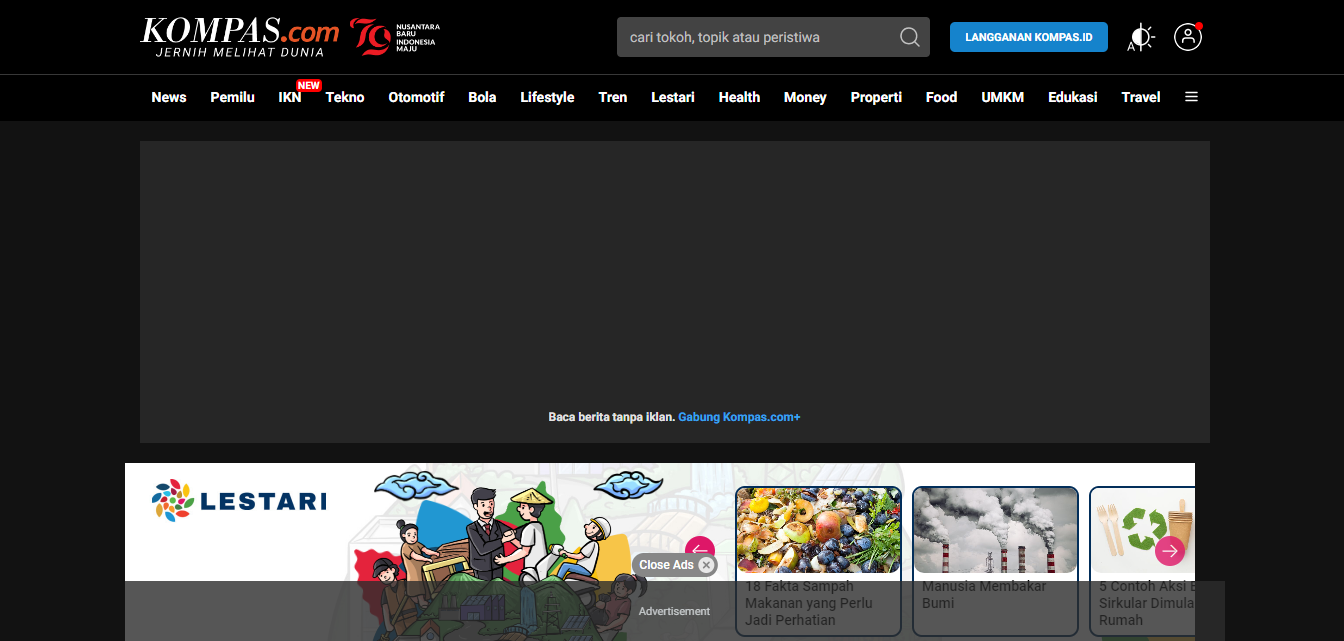 KOMPAS.com
JERNIH MELIHAT DUNIA
79
NUSANTARA
BARU
INDONESIA
MAJU
cari tokoh, topik atau peristiwa
LANGGANAN KOMPAS.ID
A
News Pemilu IKN NEW Tekno Otomotif Bola Lifestyle Tren Lestari Health Money Properti Food UMKM Edukasi Travel
Baca berita tanpa iklan. Gabung Kompas.com+
LESTARI
18 Fakta Sampah
Makanan yang Perlu
Jadi Perhatian
Manusia Membakar
Bumi
5 Contoh Aksi E
Sirkular Dimula
Rumah
Close Ads
Advertisement